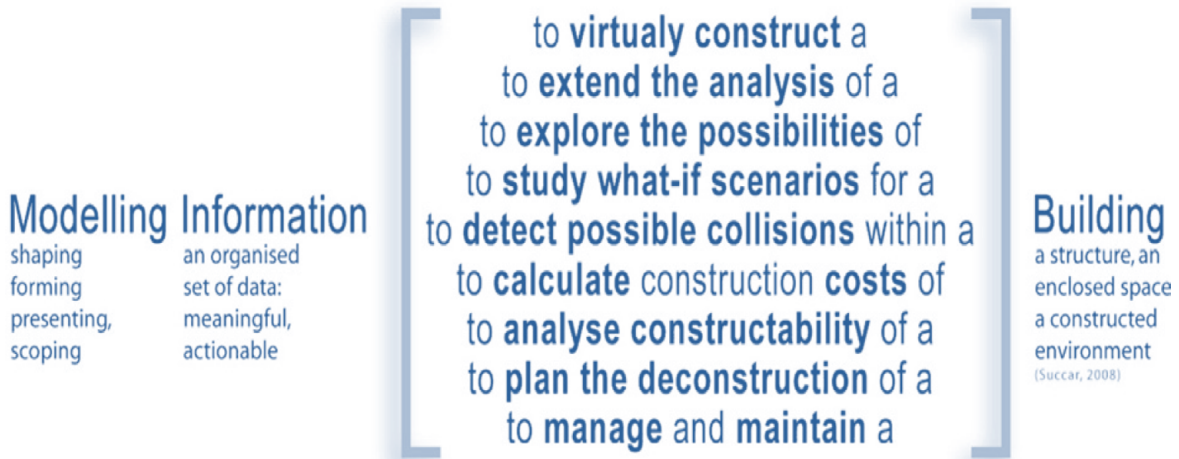 Modelling
shaping
forming
presenting,
scoping
Information
an organised
set of data:
meaningful,
actionable
to virtualy construct a
to extend the analysis of a
to explore the possibilities of
to study what-if scenarios for a
to detect possible collisions within a
to calculate construction costs of
to analyse constructability of a
to plan the deconstruction of a
to manage and maintain a
Building
a structure, an
enclosed space
a constructed
environment
(Succar, 2008)